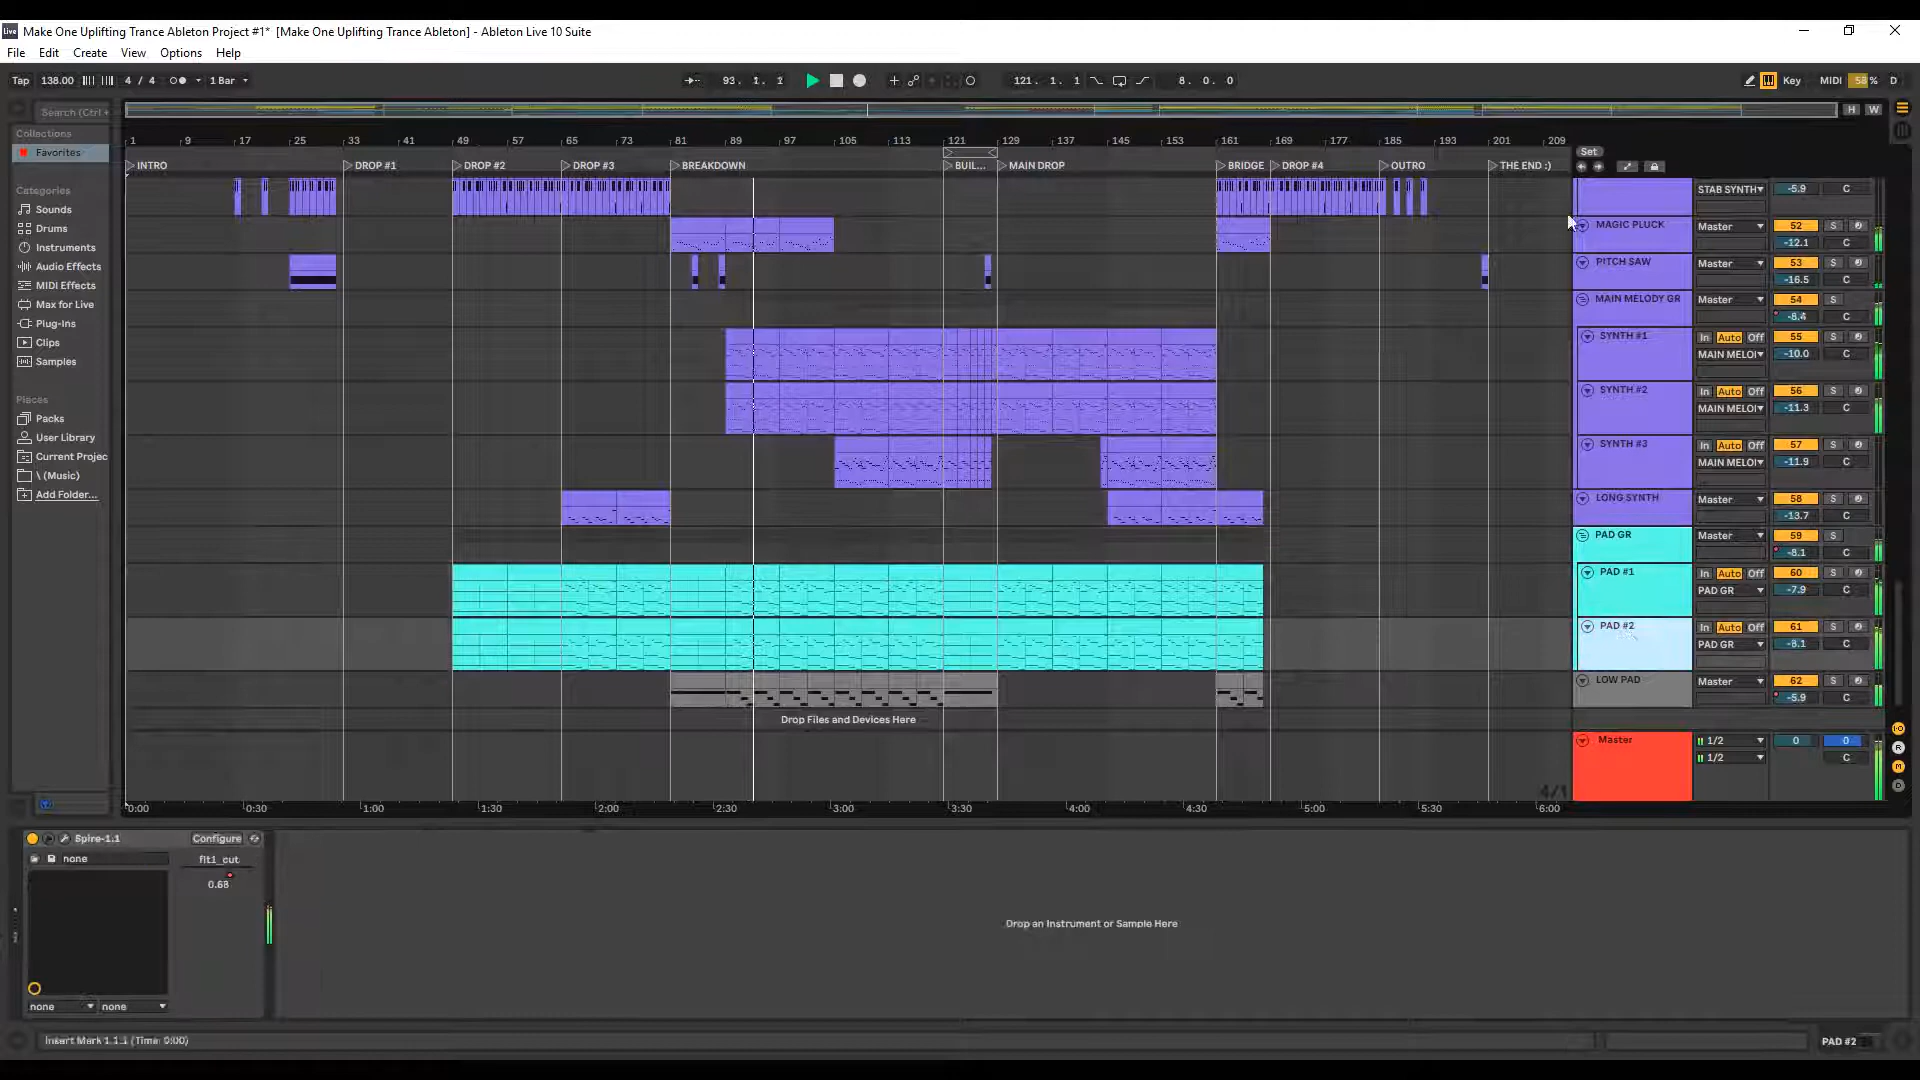 Make One Uplifting Trance Ableton Project #1* [Make One Uplifting Trance Ableton] - Ableton Live 10 Suite
File Edit Create View Options Help
Tap 138.00 4 / 4 1 Bar 93. 1. 1 121. 1. 1 8. 0. 0 Key MIDI 53 % D
Search (Ctrl + H W
Collections
Favorites
1 9 17 25 33 41 49 57 65 73 81 89 97 105 113 121 129 137 145 153 161 169 177 185 193 201 209
Set
INTRO DROP #1 DROP #2 DROP #3 BREAKDOWN BUIL... MAIN DROP BRIDGE DROP #4 OUTRO THE END :)
Categories
Sounds
Drums
Instruments
Audio Effects
MIDI Effects
Max for Live
Plug-Ins
Clips
Samples
Places
Packs
User Library
Current Projec
\ (Music)
Add Folder...
STAB SYNTH -5.9 C
MAGIC PLUCK Master 52 S
-12.1 C
PITCH SAW Master 53 S
-16.5 C
MAIN MELODY GR Master 54 S
-8.4 C
SYNTH #1 In Auto Off 55 S
MAIN MELOI -10.0 C
SYNTH #2 In Auto Off 56 S
MAIN MELOI -11.3 C
SYNTH #3 In Auto Off 57 S
MAIN MELOI -11.9 C
LONG SYNTH Master 58 S
-13.7 C
PAD GR Master 59 S
-8.1 C
PAD #1 In Auto Off 60 S
PAD GR -7.9 C
PAD #2 In Auto Off 61 S
PAD GR -8.1 C
LOW PAD Master 62 S
-5.9 C
Drop Files and Devices Here
Master 1/2 0 0
1/2 C
R
M
D
4/1
0:00 0:30 1:00 1:30 2:00 2:30 3:00 3:30 4:00 4:30 5:00 5:30 6:00
Spire-1.1 Configure
none flt1_cut
0.68
Drop an Instrument or Sample Here
none none
Insert Mark 1.1.1 (Time: 0:00) PAD #2